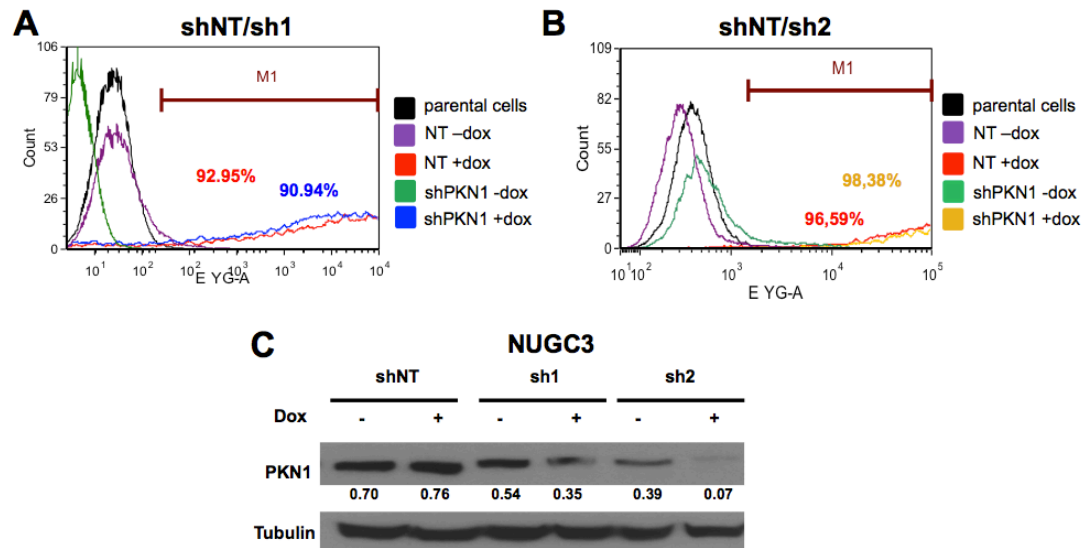 A
shNT/sh1
106
79
53
26
0
Count
M1
92.95%
90.94%
10¹ 10² 10³ 10³ 10⁴ 10⁴
E YG-A
parental cells
NT –dox
NT +dox
shPKN1 -dox
shPKN1 +dox
B
shNT/sh2
109
82
55
27
0
Count
M1
98,38%
96,59%
10¹10² 10³ 10⁴ 10⁵
E YG-A
parental cells
NT –dox
NT +dox
shPKN1 -dox
shPKN1 +dox
C
NUGC3
shNT sh1 sh2
Dox - + - + - +
PKN1
0.70 0.76 0.54 0.35 0.39 0.07
Tubulin